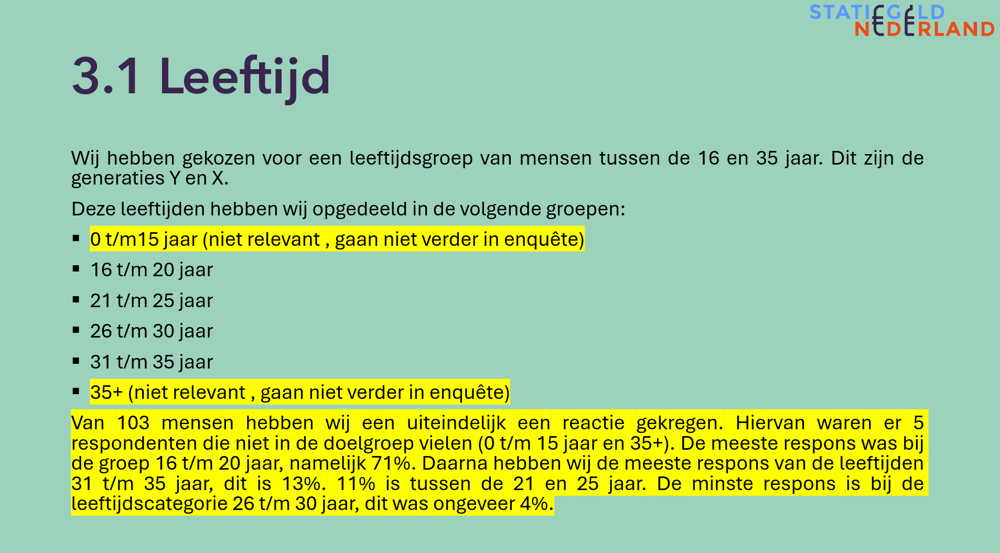 STATIEGELD
NEDERLAND
3.1 Leeftijd
Wij hebben gekozen voor een leeftijdsgroep van mensen tussen de 16 en 35 jaar. Dit zijn de
generaties Y en X.
Deze leeftijden hebben wij opgedeeld in de volgende groepen:
▪ 0 t/m15 jaar (niet relevant , gaan niet verder in enquête)
▪ 16 t/m 20 jaar
▪ 21 t/m 25 jaar
▪ 26 t/m 30 jaar
▪ 31 t/m 35 jaar
▪ 35+ (niet relevant , gaan niet verder in enquête)
Van 103 mensen hebben wij een uiteindelijk een reactie gekregen. Hiervan waren er 5
respondenten die niet in de doelgroep vielen (0 t/m 15 jaar en 35+). De meeste respons was bij
de groep 16 t/m 20 jaar, namelijk 71%. Daarna hebben wij de meeste respons van de leeftijden
31 t/m 35 jaar, dit is 13%. 11% is tussen de 21 en 25 jaar. De minste respons is bij de
leeftijdscategorie 26 t/m 30 jaar, dit was ongeveer 4%.